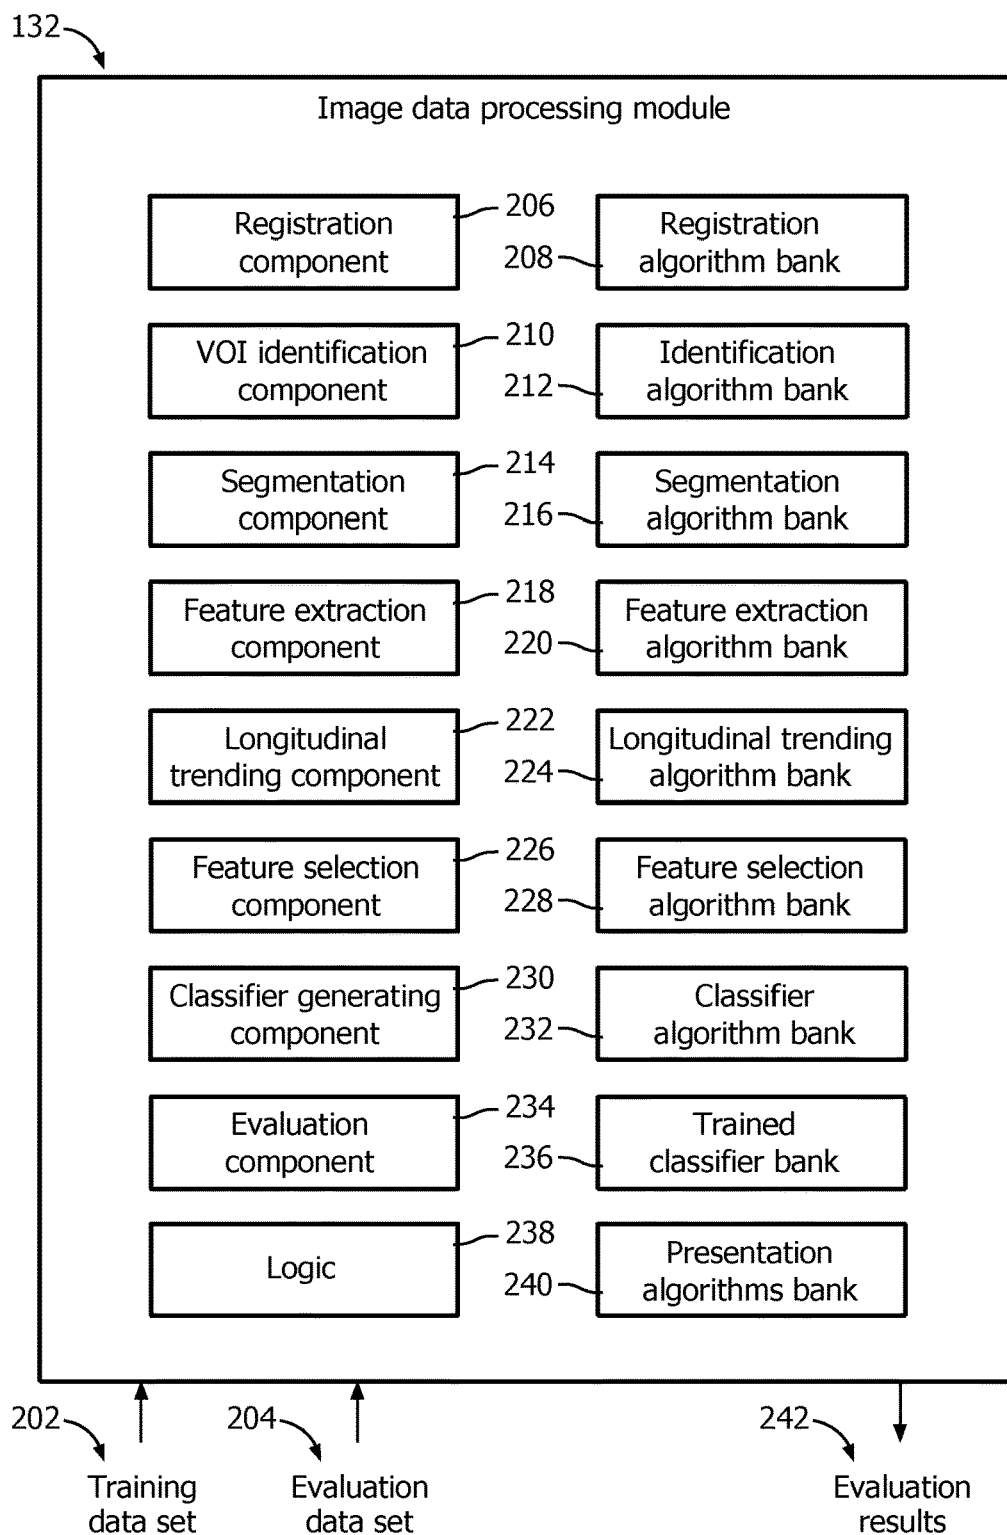 132
Image data processing module
Registration
component
206
208
Registration
algorithm bank
VOI identification
component
210
212
Identification
algorithm bank
Segmentation
component
214
216
Segmentation
algorithm bank
Feature extraction
component
218
220
Feature extraction
algorithm bank
Longitudinal
trending component
222
224
Longitudinal trending
algorithm bank
Feature selection
component
226
228
Feature selection
algorithm bank
Classifier generating
component
230
232
Classifier
algorithm bank
Evaluation
component
234
236
Trained
classifier bank
Logic
238
240
Presentation
algorithms bank
202
Training
data set
204
Evaluation
data set
242
Evaluation
results